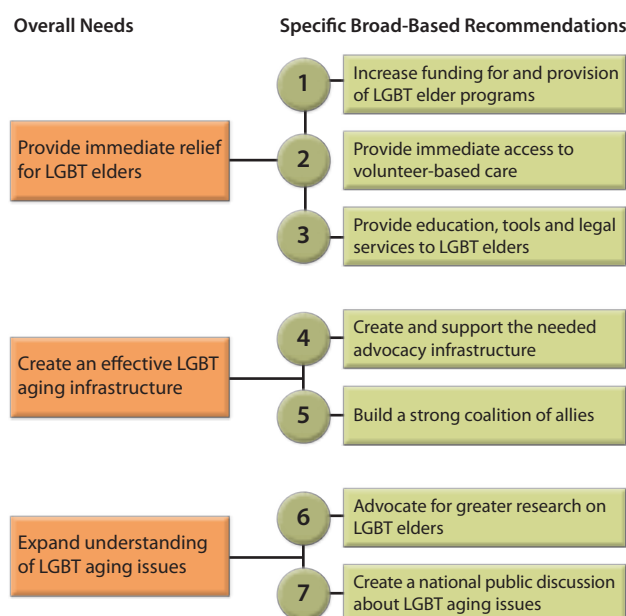 Overall Needs
Specific Broad-Based Recommendations
Provide immediate relief
for LGBT elders
1
Increase funding for and provision
of LGBT elder programs
2
Provide immediate access to
volunteer-based care
3
Provide education, tools and legal
services to LGBT elders
Create an effective LGBT
aging infrastructure
4
Create and support the needed
advocacy infrastructure
5
Build a strong coalition of allies
Expand understanding
of LGBT aging issues
6
Advocate for greater research on
LGBT elders
7
Create a national public discussion
about LGBT aging issues